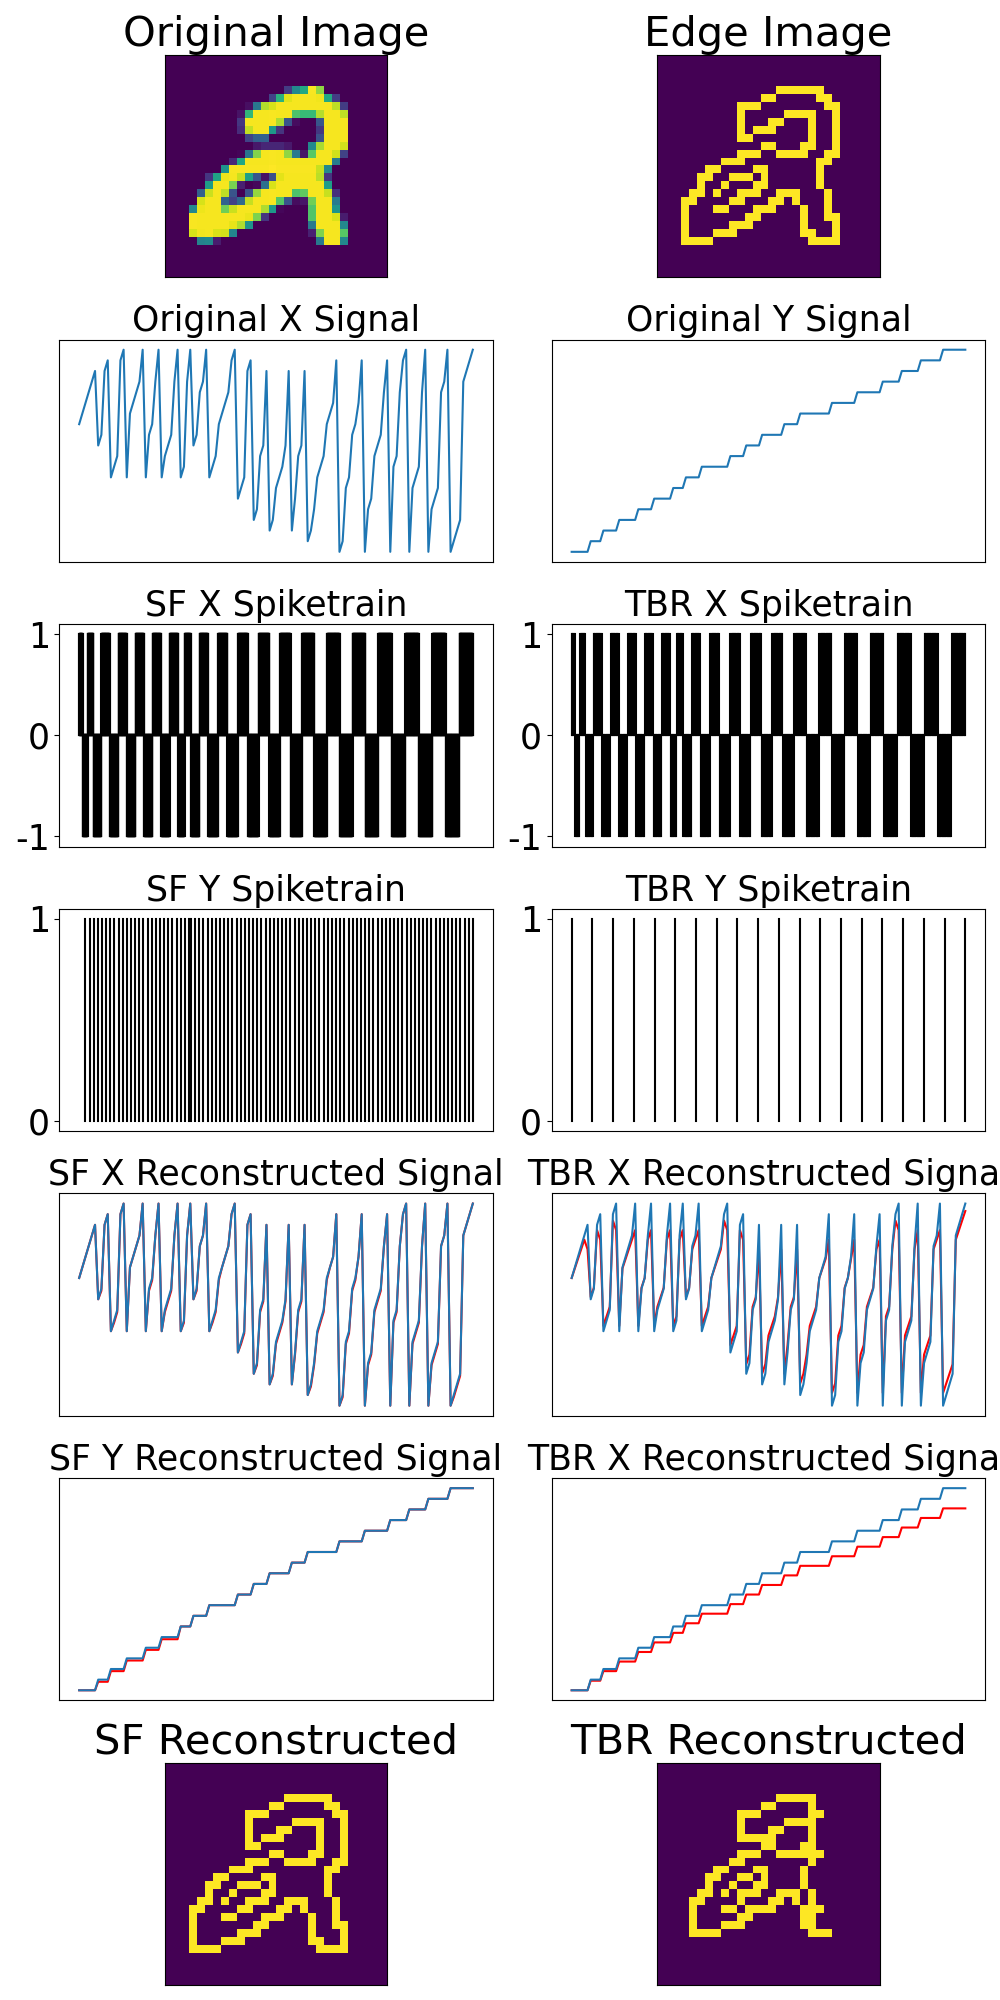 Original Image
Edge Image
Original X Signal
Original Y Signal
SF X Spiketrain
TBR X Spiketrain
1
0
-1
1
0
-1
SF Y Spiketrain
TBR Y Spiketrain
1
0
1
0
SF X Reconstructed Signal
TBR X Reconstructed Signa
SF Y Reconstructed Signal
TBR X Reconstructed Signa
SF Reconstructed
TBR Reconstructed